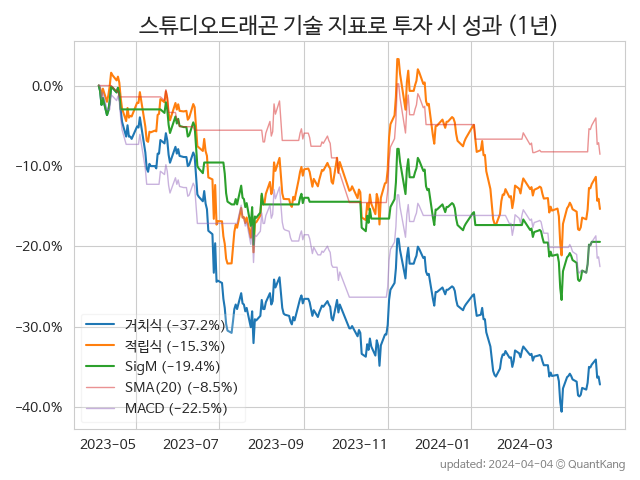 스튜디오드래곤 기술 지표로 투자 시 성과 (1년)
0.0%
−10.0%
−20.0%
−30.0%
−40.0%
거치식 (−37.2%)
적립식 (−15.3%)
SigM (−19.4%)
SMA(20) (−8.5%)
MACD (−22.5%)
2023-05 2023-07 2023-09 2023-11 2024-01 2024-03
updated: 2024-04-04 © QuantKang